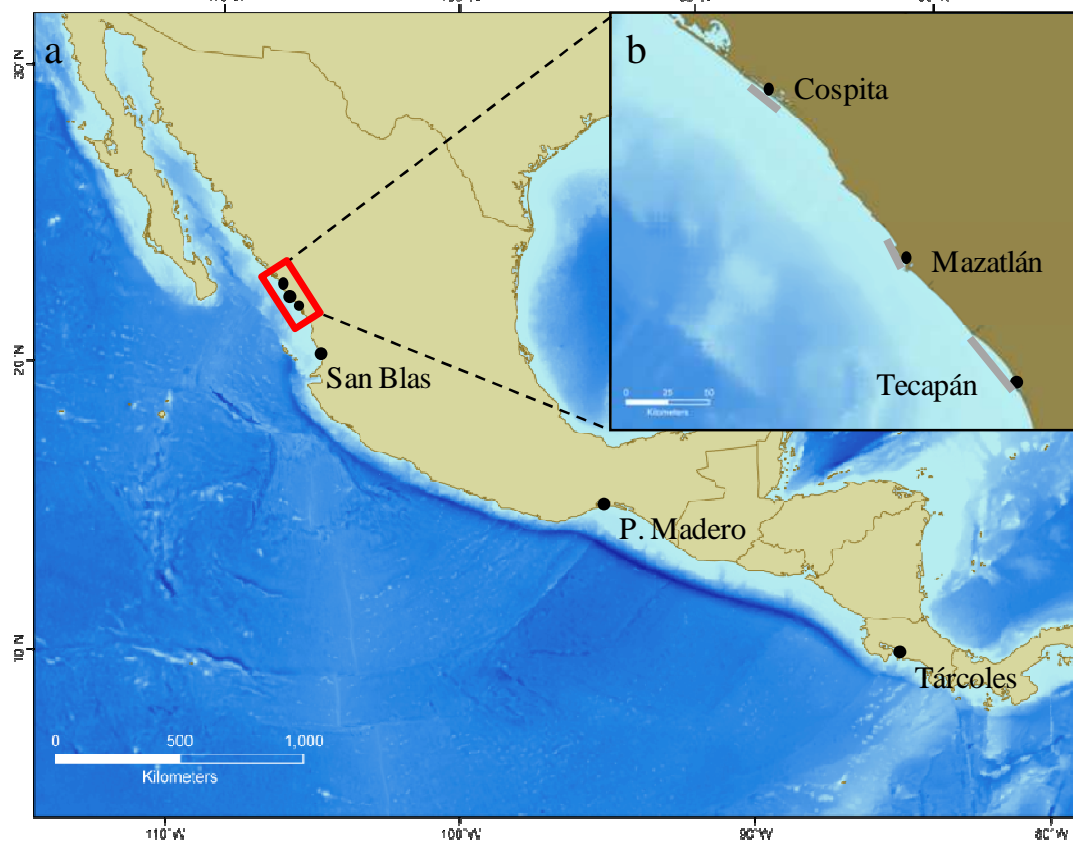 a
b
Cospita
Mazatlán
Tecapán
0 25 50
Kilometers
San Blas
P. Madero
Tárcoles
0 500 1,000
Kilometers
30°N
20°N
10°N
110°W 100°W 90°W 80°W